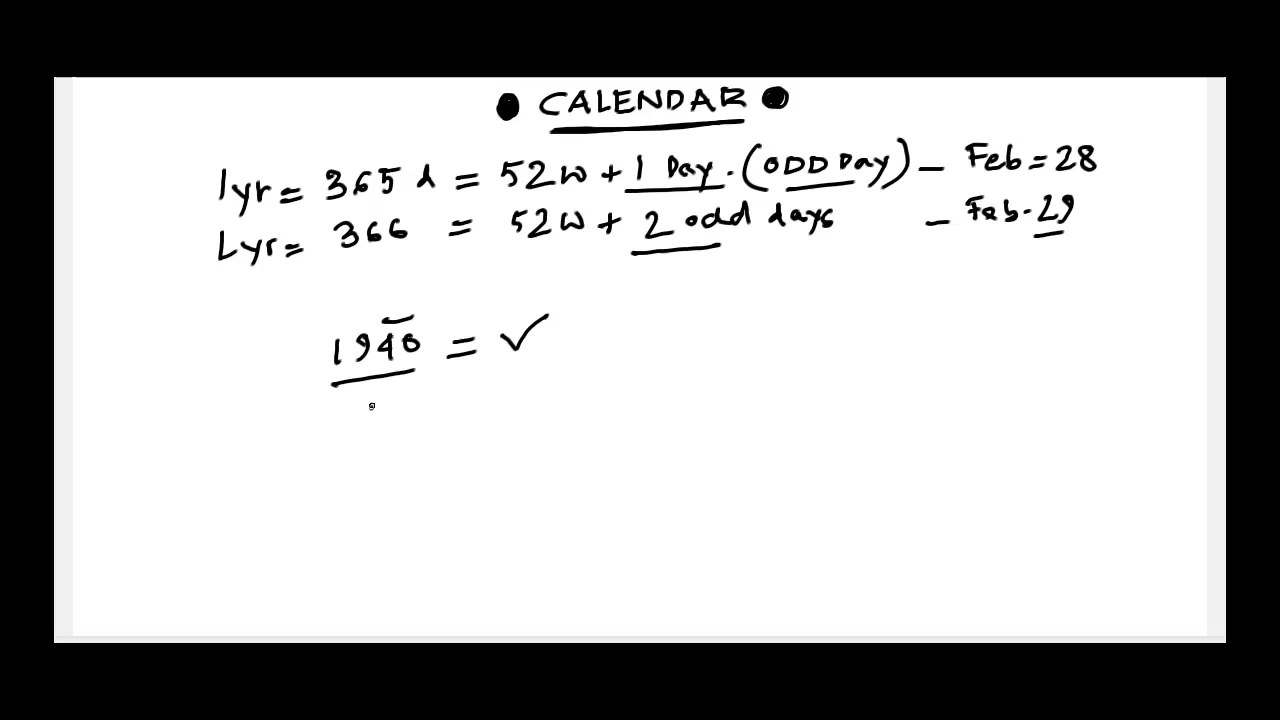 CALENDAR
1yr = 365 d = 52w + 1 Day. (ODD Day) - Feb = 28
Lyr = 366 = 52w + 2 odd days - Feb - 29
1940 = ✓